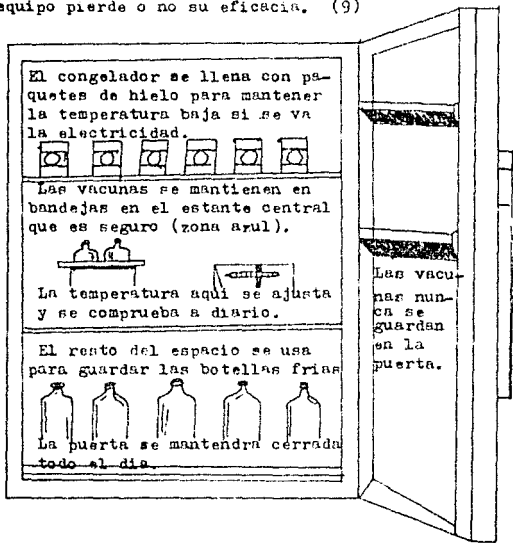 equipo pierde o no su eficacia. (9)
El congelador se llena con pa-
quetes de hielo para mantener
la temperatura baja si se va
la electricidad.
Las vacunas se mantienen en
bandejas en el estante central
que es seguro (zona azul).
La temperatura aqui se ajusta
y se comprueba a diario.
El resto del espacio se usa
para guardar las botellas frias
La puerta se mantendra cerrada
todo el dia.
Las vacu-
nas nun-
ca se
guardan
en la
puerta.